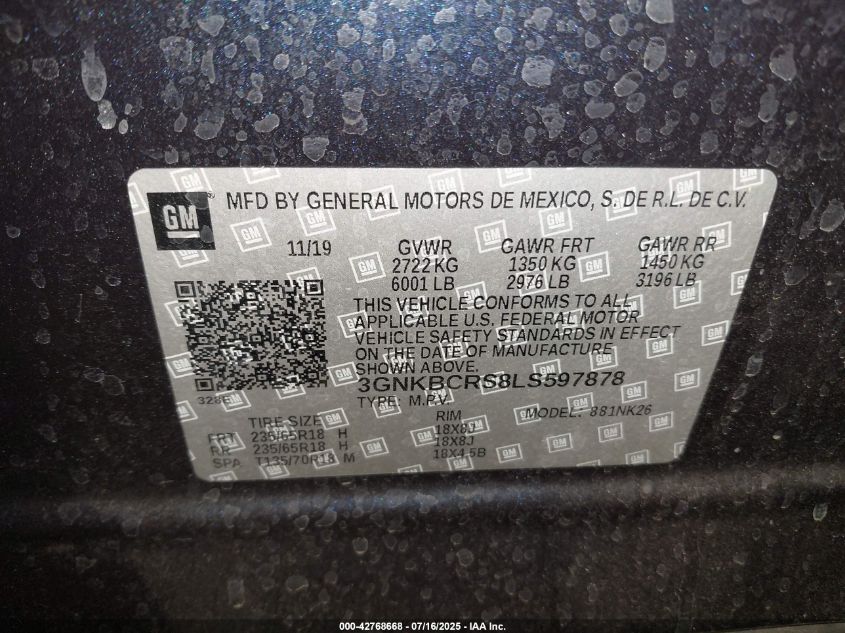 GM MFD BY GENERAL MOTORS DE MEXICO, S. DE R.L. DE C.V.
11/19 GVWR GAWR FRT GAWR RR
2722 KG 1350 KG 1450 KG
6001 LB 2976 LB 3196 LB
THIS VEHICLE CONFORMS TO ALL
APPLICABLE U.S. FEDERAL MOTOR
VEHICLE SAFETY STANDARDS IN EFFECT
ON THE DATE OF MANUFACTURE
SHOWN ABOVE.
3GNKBCRS8LS597878
TYPE: M.P.V. MODEL: 881NK26
TIRE SIZE RIM
FRT 235/65R18 H 18X8J
RR 235/65R18 H 18X8J
SPA T135/70R18 M 18X4.5B
000-42768668 - 07/16/2025 - IAA Inc.